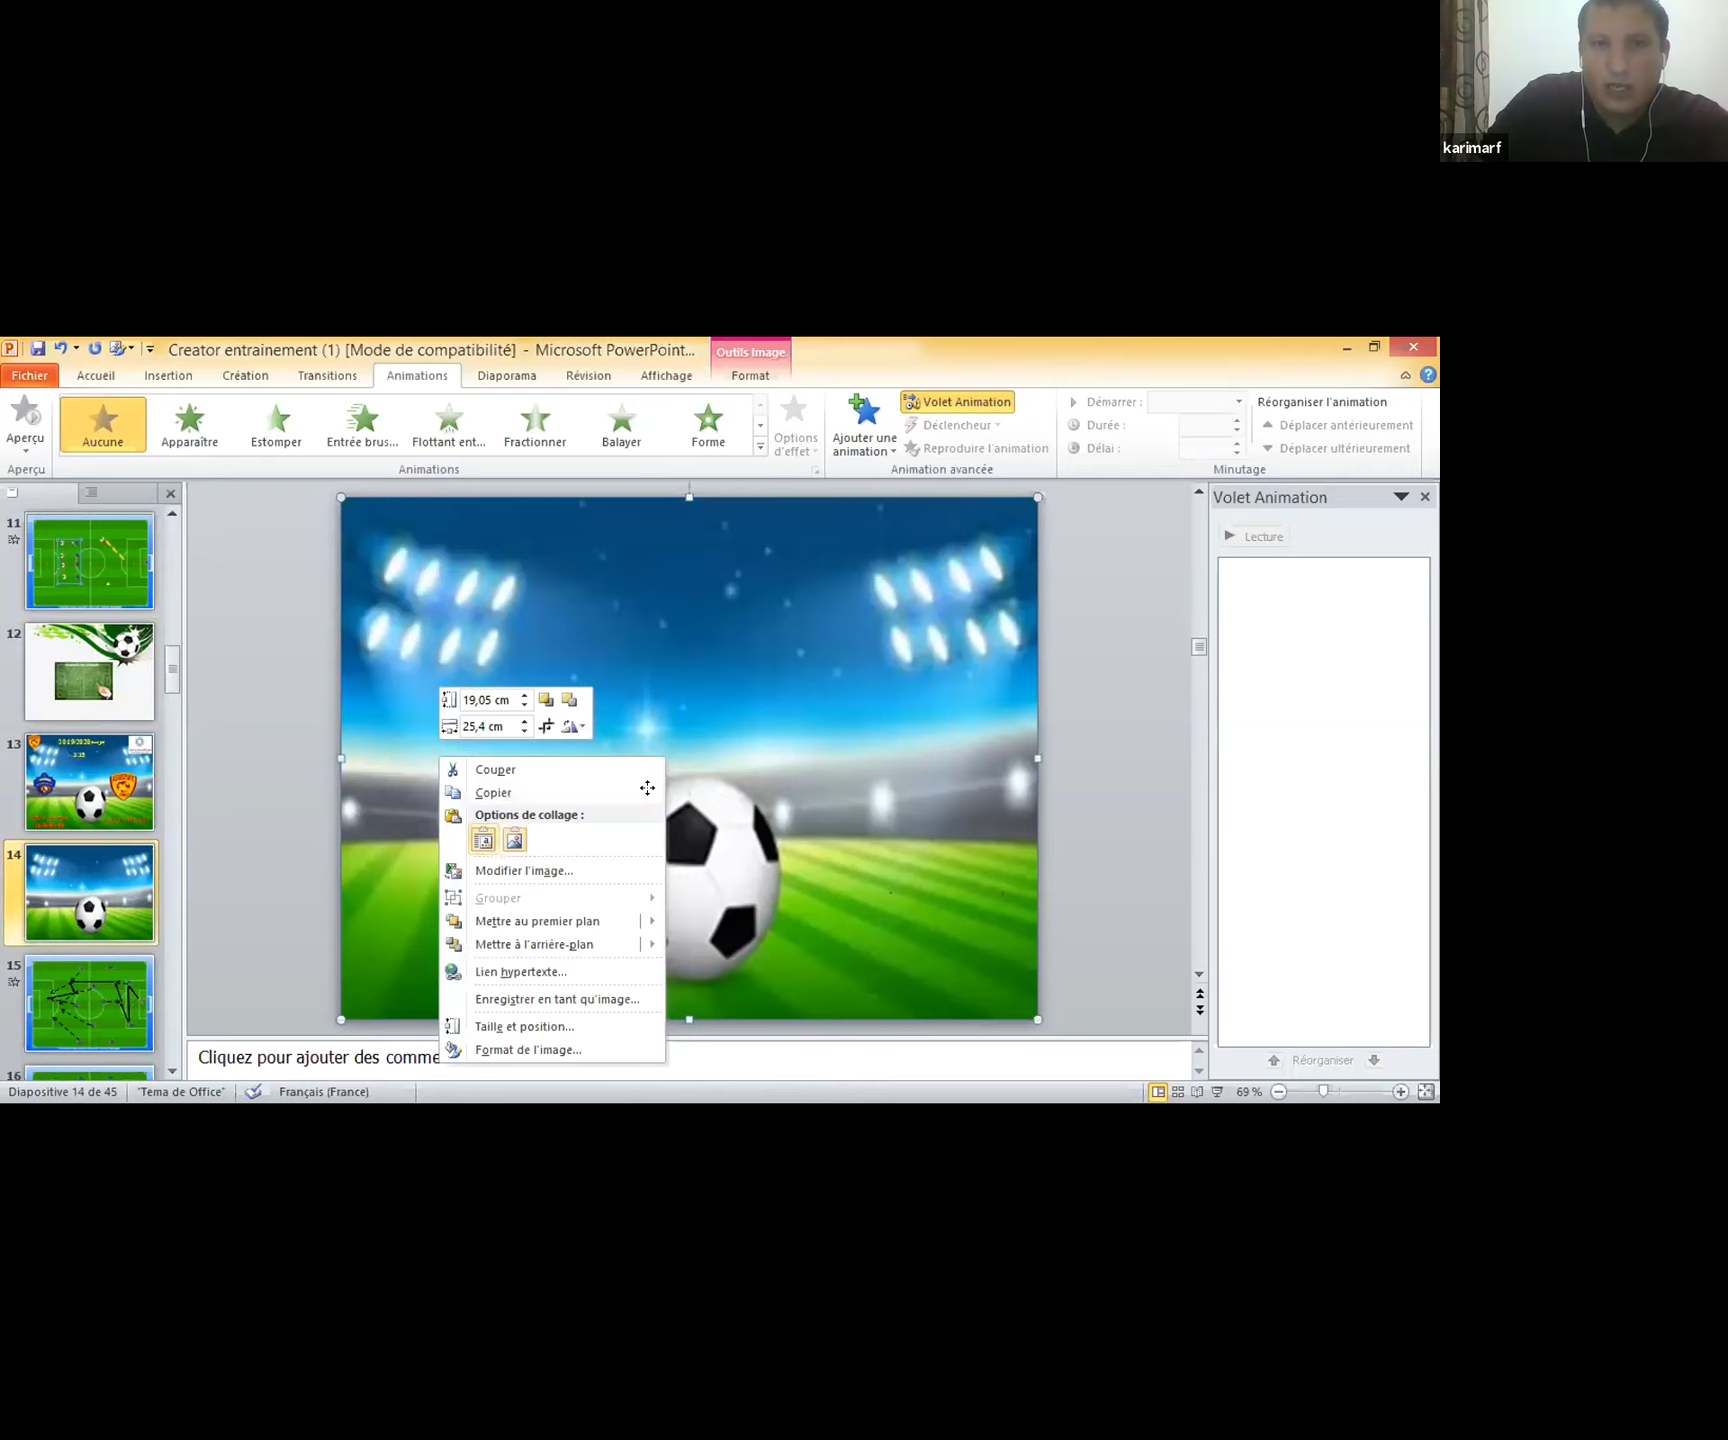 karimarf
Creator entrainement (1) [Mode de compatibilité] - Microsoft PowerPoint...
Outils Image
Fichier Accueil Insertion Création Transitions Animations Diaporama Révision Affichage Format
Aperçu
Aucune Apparaître Estomper Entrée brus... Flottant ent... Fractionner Balayer Forme
Options d'effet
Ajouter une animation
Volet Animation
Déclencheur
Reproduire l'animation
Démarrer :
Durée :
Délai :
Réorganiser l'animation
Déplacer antérieurement
Déplacer ultérieurement
Aperçu Animations Animation avancée Minutage
11
12
13
2019/2020
14
15
16
19,05 cm
25,4 cm
Couper
Copier
Options de collage :
Modifier l'image...
Grouper
Mettre au premier plan
Mettre à l'arrière-plan
Lien hypertexte...
Enregistrer en tant qu'image...
Taille et position...
Format de l'image...
Volet Animation
Lecture
Réorganiser
Cliquez pour ajouter des comme
Diapositive 14 de 45 "Tema de Office" Français (France) 69 %